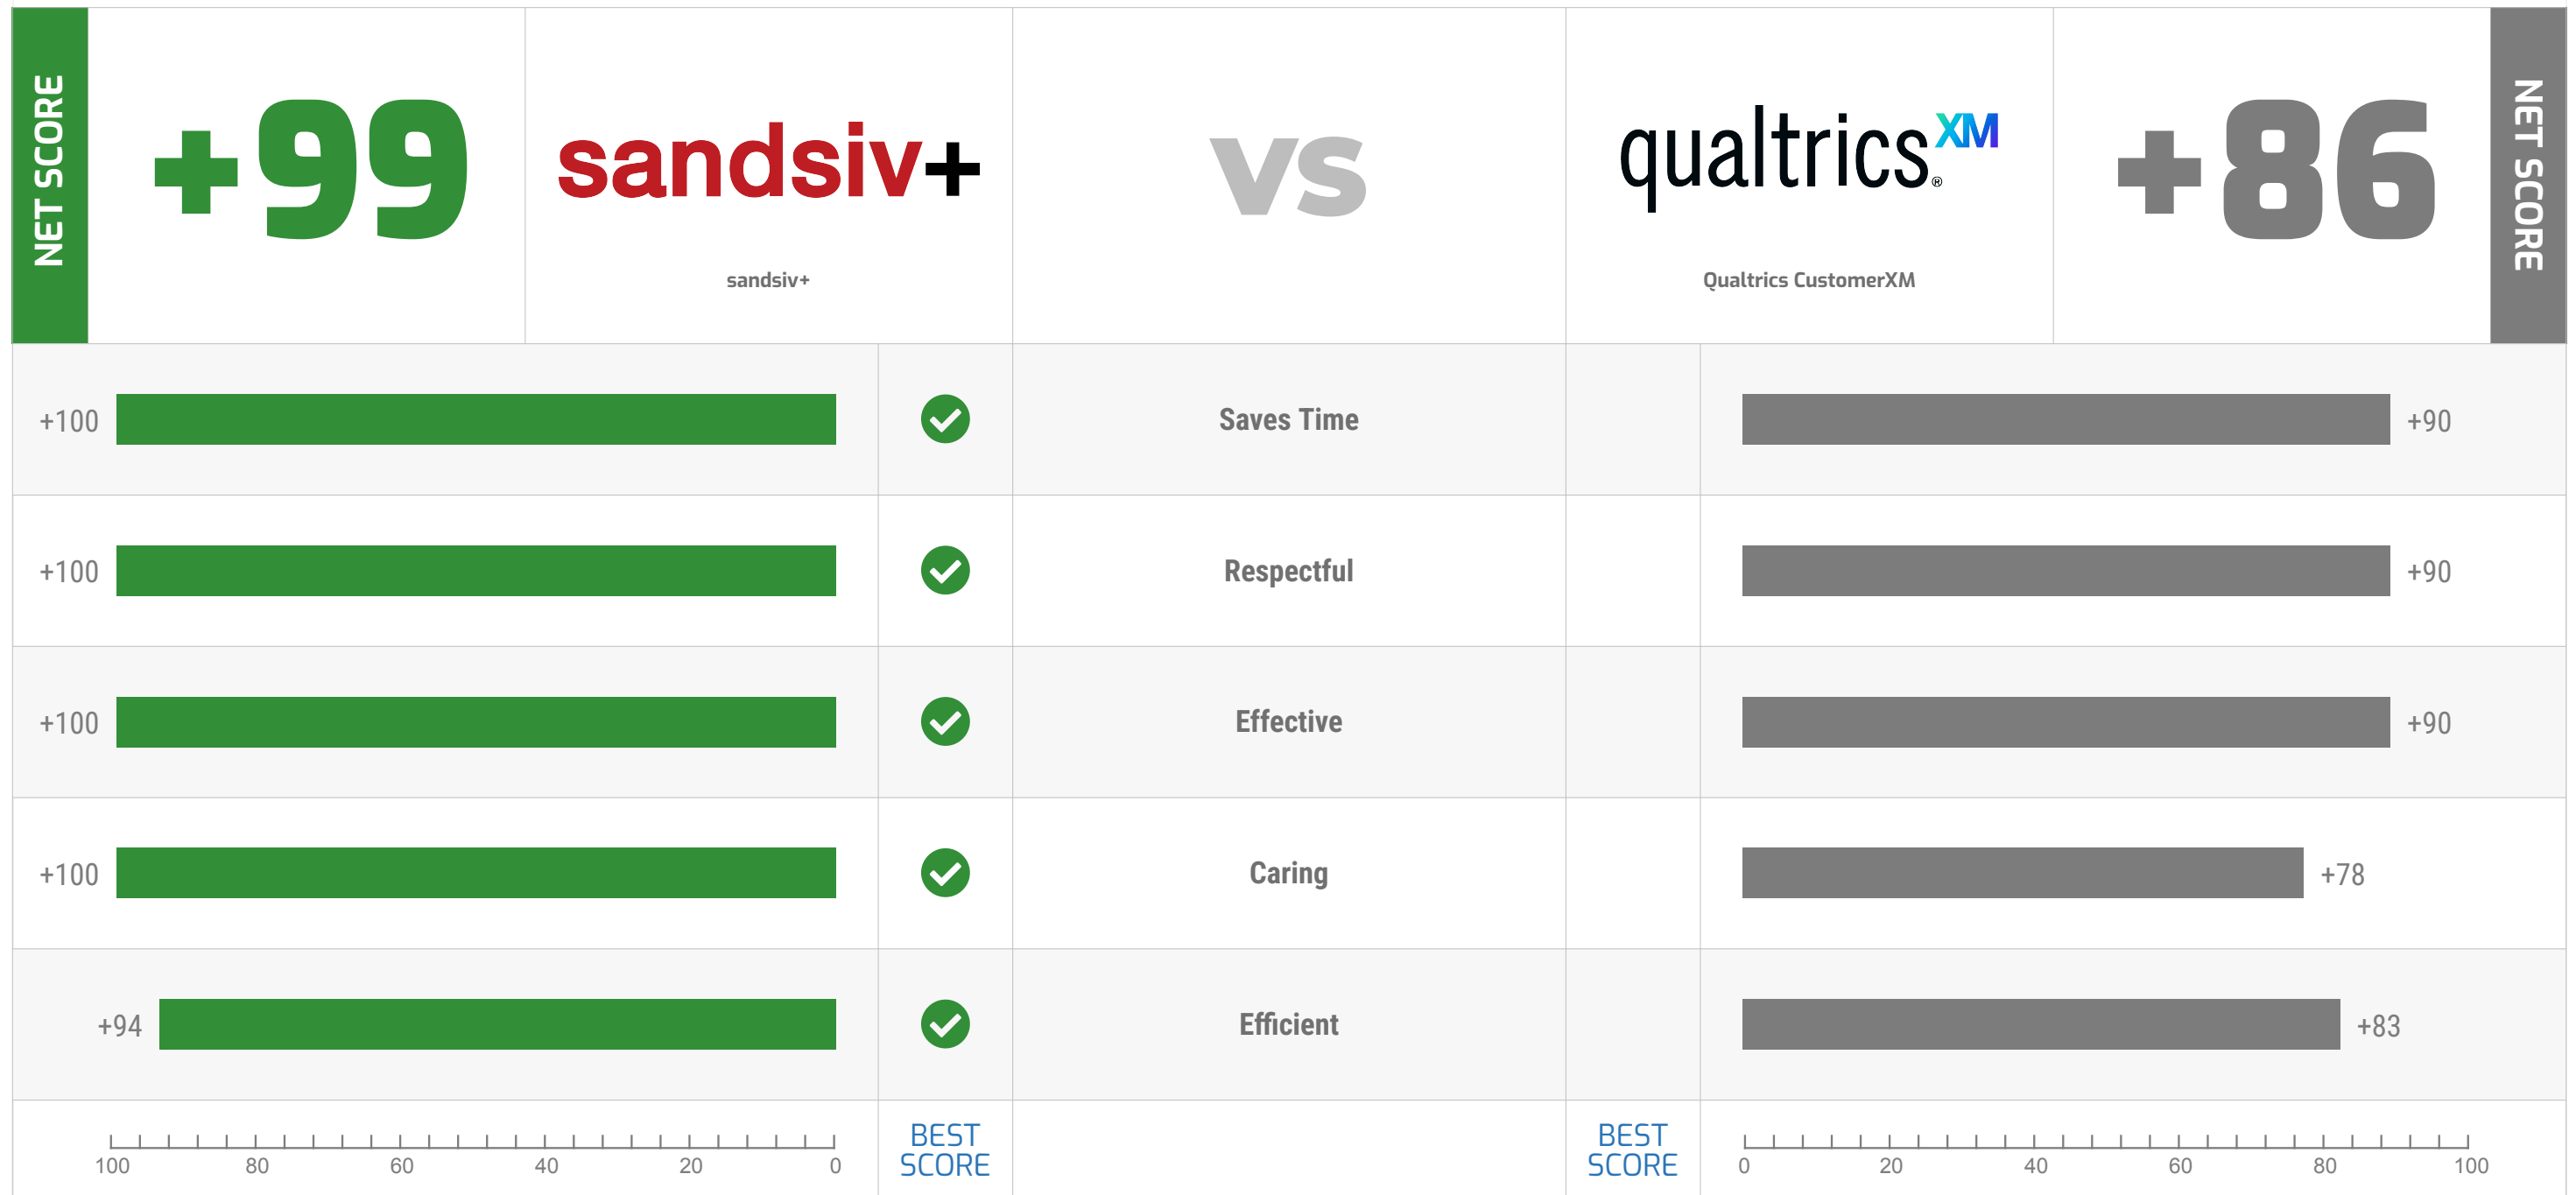 NET SCORE
+99
sandsiv+
sandsiv+
vs
qualtrics XM ®
Qualtrics CustomerXM
+86
NET SCORE
+100
Saves Time
+90
+100
Respectful
+90
+100
Effective
+90
+100
Caring
+78
+94
Efficient
+83
100 80 60 40 20 0
BEST
SCORE
BEST
SCORE
0 20 40 60 80 100